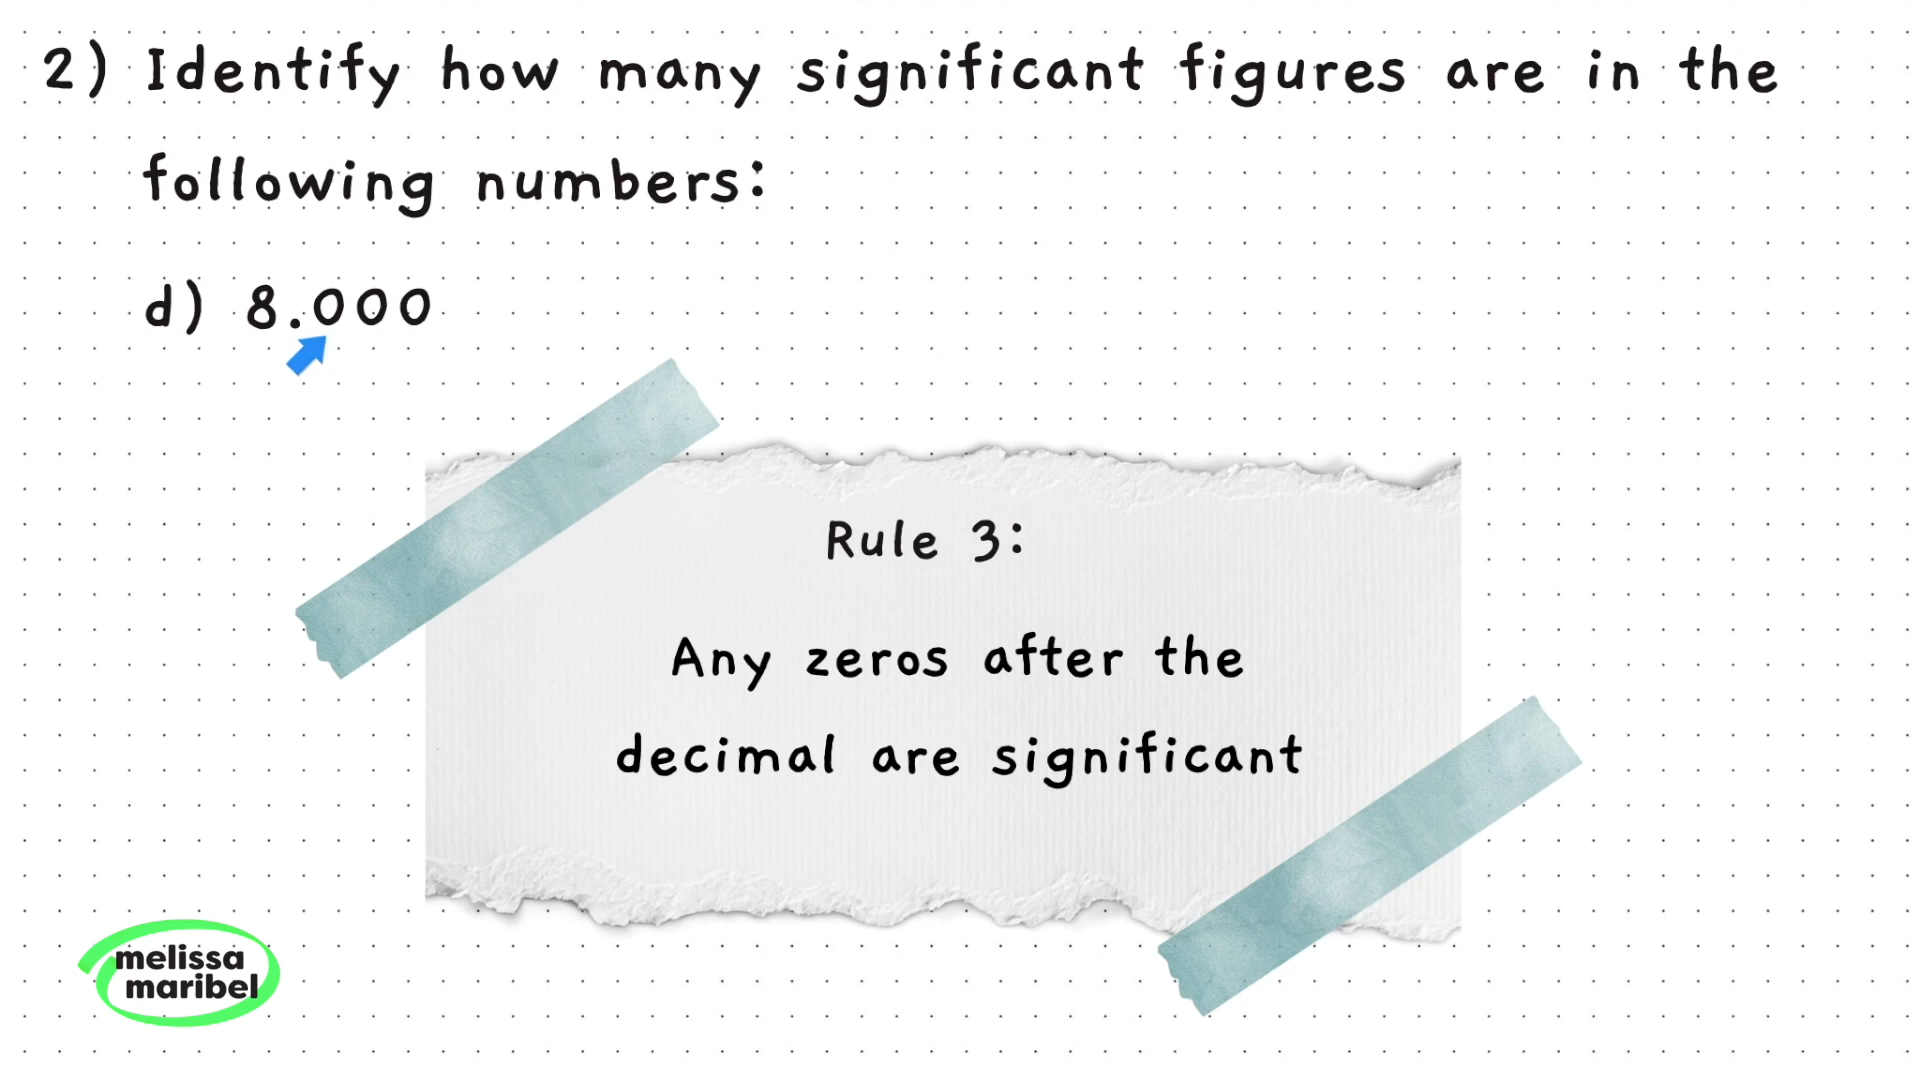 2) Identify how many significant figures are in the
following numbers:
d) 8.000
Rule 3:
Any zeros after the
decimal are significant
melissa
maribel